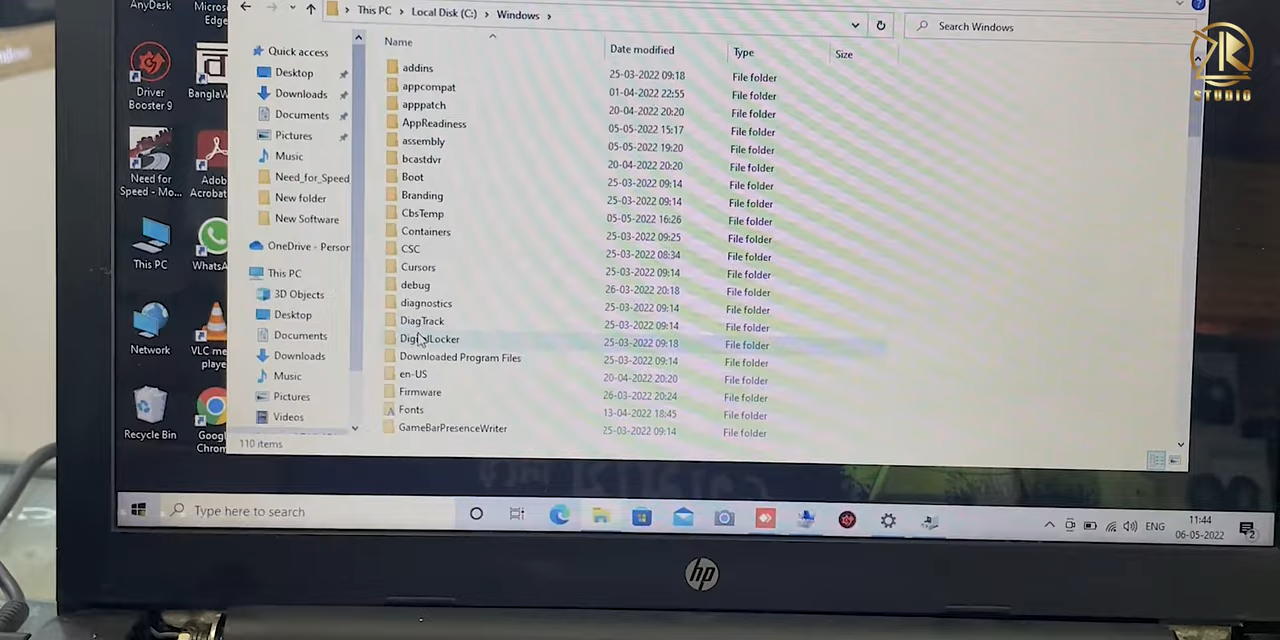 AnyDesk
Micros
Edge
This PC > Local Disk (C:) > Windows >
Search Windows
STUDIO
Driver
Booster 9
BanglaW
Need for
Speed - Mo...
Adob
Acrobat
This PC
WhatsA
Network
VLC me
player
Recycle Bin
Googl
Chrom
Quick access
Desktop
Downloads
Documents
Pictures
Music
Need_for_Speed
New folder
New Software
OneDrive - Person
This PC
3D Objects
Desktop
Documents
Downloads
Music
Pictures
Videos
Name Date modified Type Size
addins 25-03-2022 09:18 File folder
appcompat 01-04-2022 22:55 File folder
apppatch 20-04-2022 20:20 File folder
AppReadiness 05-05-2022 15:17 File folder
assembly 05-05-2022 19:20 File folder
bcastdvr 20-04-2022 20:20 File folder
Boot 25-03-2022 09:14 File folder
Branding 25-03-2022 09:14 File folder
CbsTemp 05-05-2022 16:26 File folder
Containers 25-03-2022 09:25 File folder
CSC 25-03-2022 08:34 File folder
Cursors 25-03-2022 09:14 File folder
debug 26-03-2022 20:18 File folder
diagnostics 25-03-2022 09:14 File folder
DiagTrack 25-03-2022 09:14 File folder
DigitalLocker 25-03-2022 09:18 File folder
Downloaded Program Files 25-03-2022 09:14 File folder
en-US 20-04-2022 20:20 File folder
Firmware 26-03-2022 20:24 File folder
Fonts 13-04-2022 18:45 File folder
GameBarPresenceWriter 25-03-2022 09:14 File folder
110 items
Type here to search
ENG
11:44
06-05-2022
2
hp